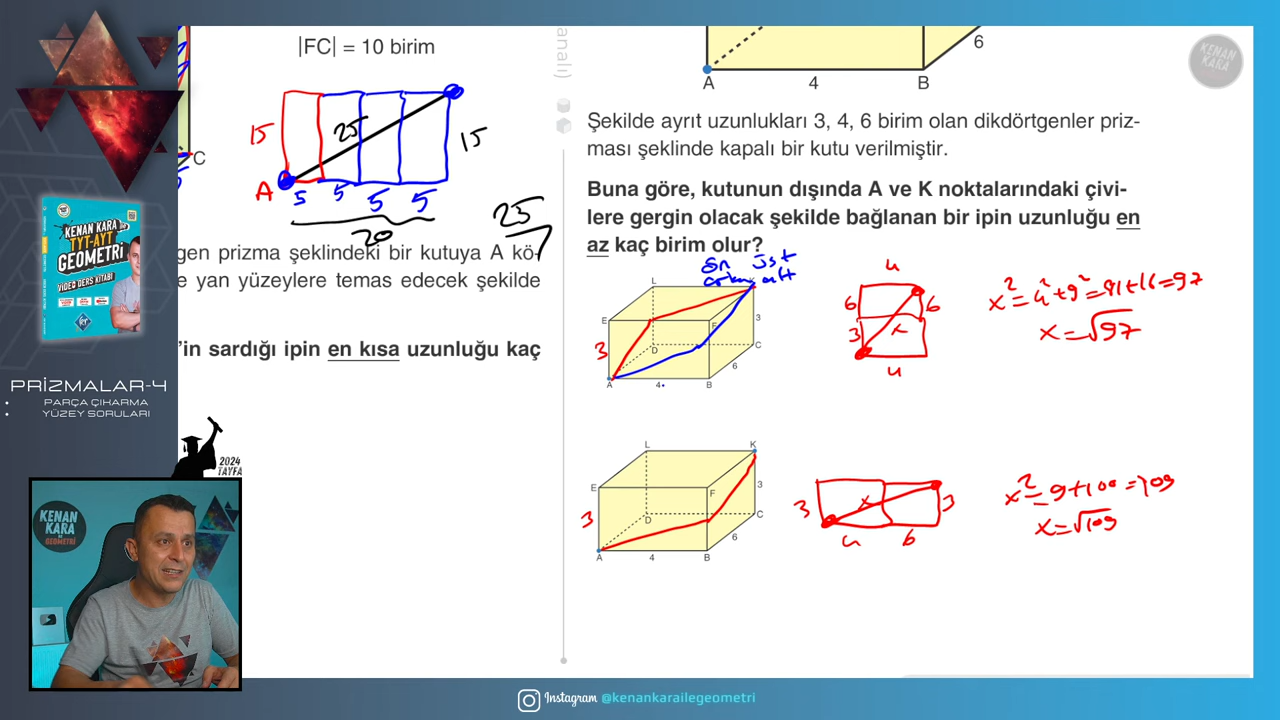 KENAN KARA
TYT-AYT
GEOMETRİ
VİDEO DERS KİTABI
PRİZMALAR-4
• PARÇA ÇIKARMA
• YÜZEY SORULARI
KENAN
KARA
İLE
GEOMETRİ
2024
TAYFA
C
|FC| = 10 birim
15
25
15
A
5 5 5 5
20
25
gen prizma şeklindeki bir kutuya A kö-
e yan yüzeylere temas edecek şekilde
'in sardığı ipin en kısa uzunluğu kaç
KENAN
KARA
6
A 4 B
Şekilde ayrıt uzunlukları 3, 4, 6 birim olan dikdörtgenler priz-
ması şeklinde kapalı bir kutu verilmiştir.
Buna göre, kutunun dışında A ve K noktalarındaki çivi-
lere gergin olacak şekilde bağlanan bir ipin uzunluğu en
az kaç birim olur?
ön üst
alt
L K
E F 3
3 D C
6
A 4 B
4
6 6
3 x
4
x²=4²+9²=81+16=97
x=√97
L K
E F 3
3 D C
6
A 4 B
3 x 3
4 6
x²=9+100=109
x=√109
Instagram @kenankarailegeometri